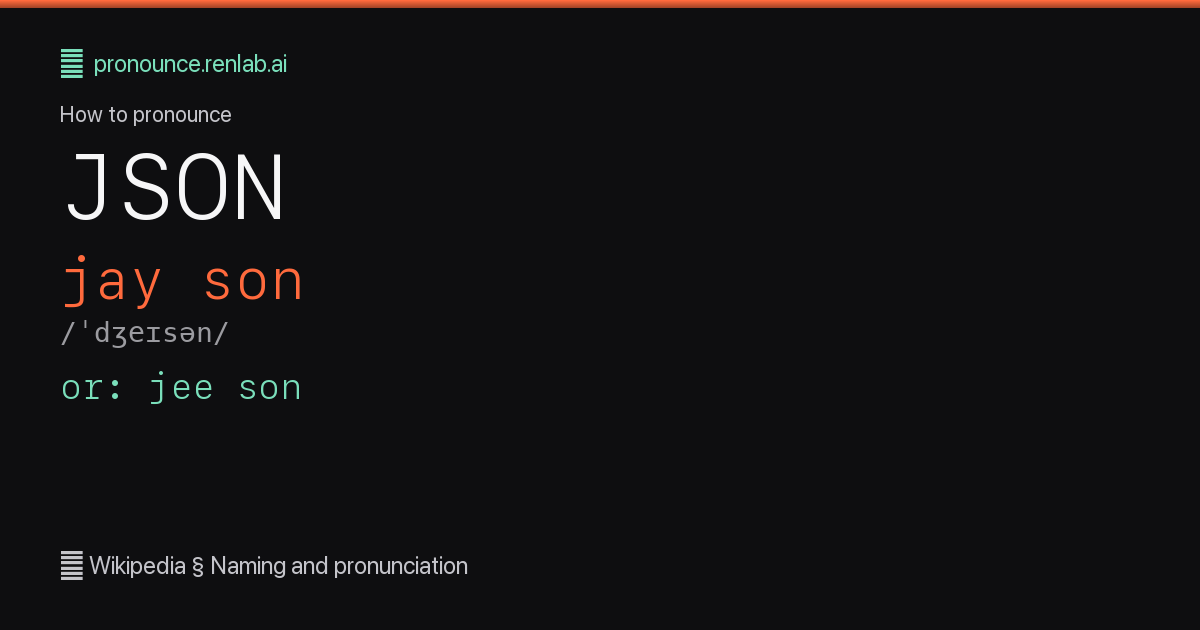 pronounce.renlab.ai
How to pronounce
JSON
jay son
/ˈdʒeɪsən/
or: jee son
Wikipedia § Naming and pronunciation